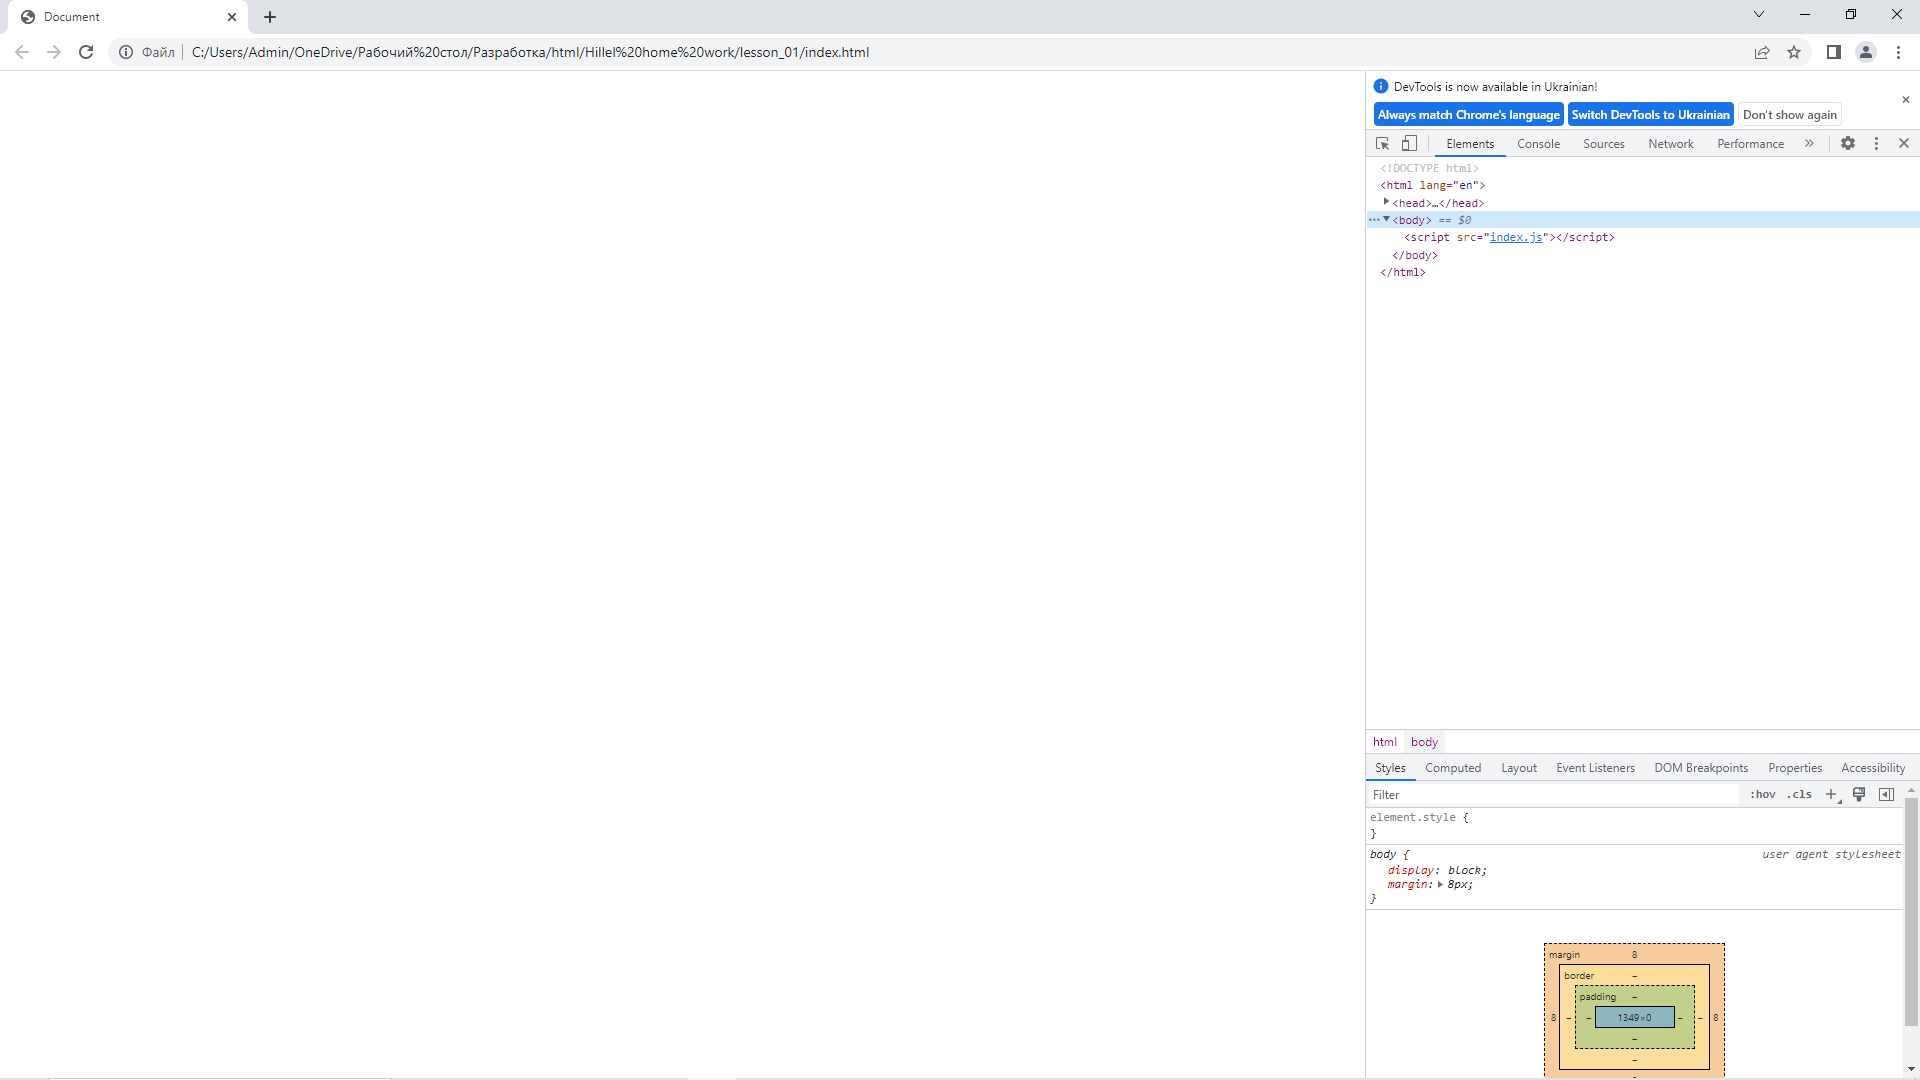 Document
Файл
C:/Users/Admin/OneDrive/Рабочий%20стол/Разработка/html/Hillel%20home%20work/lesson_01/index.html
DevTools is now available in Ukrainian!
Always match Chrome's language Switch DevTools to Ukrainian Don't show again
Elements Console Sources Network Performance »
<!DOCTYPE html>
<html lang="en">
<head>…</head>
<body> == $0
<script src="index.js"></script>
</body>
</html>
html body
Styles Computed Layout Event Listeners DOM Breakpoints Properties Accessibility
Filter :hov .cls
element.style {
}
body { user agent stylesheet
display: block;
margin: 8px;
}
margin 8
border –
padding –
8 – – 1349×0 – – 8
–
–